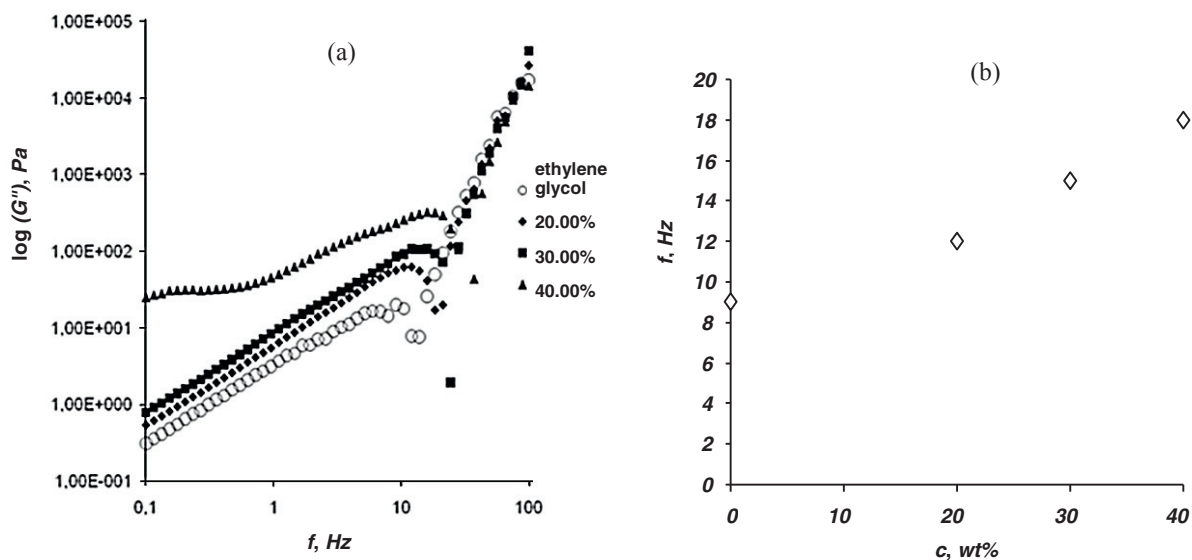 (a)
1,00E+005
1,00E+004
1,00E+003
1,00E+002
1,00E+001
1,00E+000
1,00E-001
log (G"), Pa
0,1
1
10
100
f, Hz
ethylene
glycol
20.00%
30.00%
40.00%
(b)
20
18
16
14
12
10
8
6
4
2
0
f, Hz
0
10
20
30
40
c, wt%